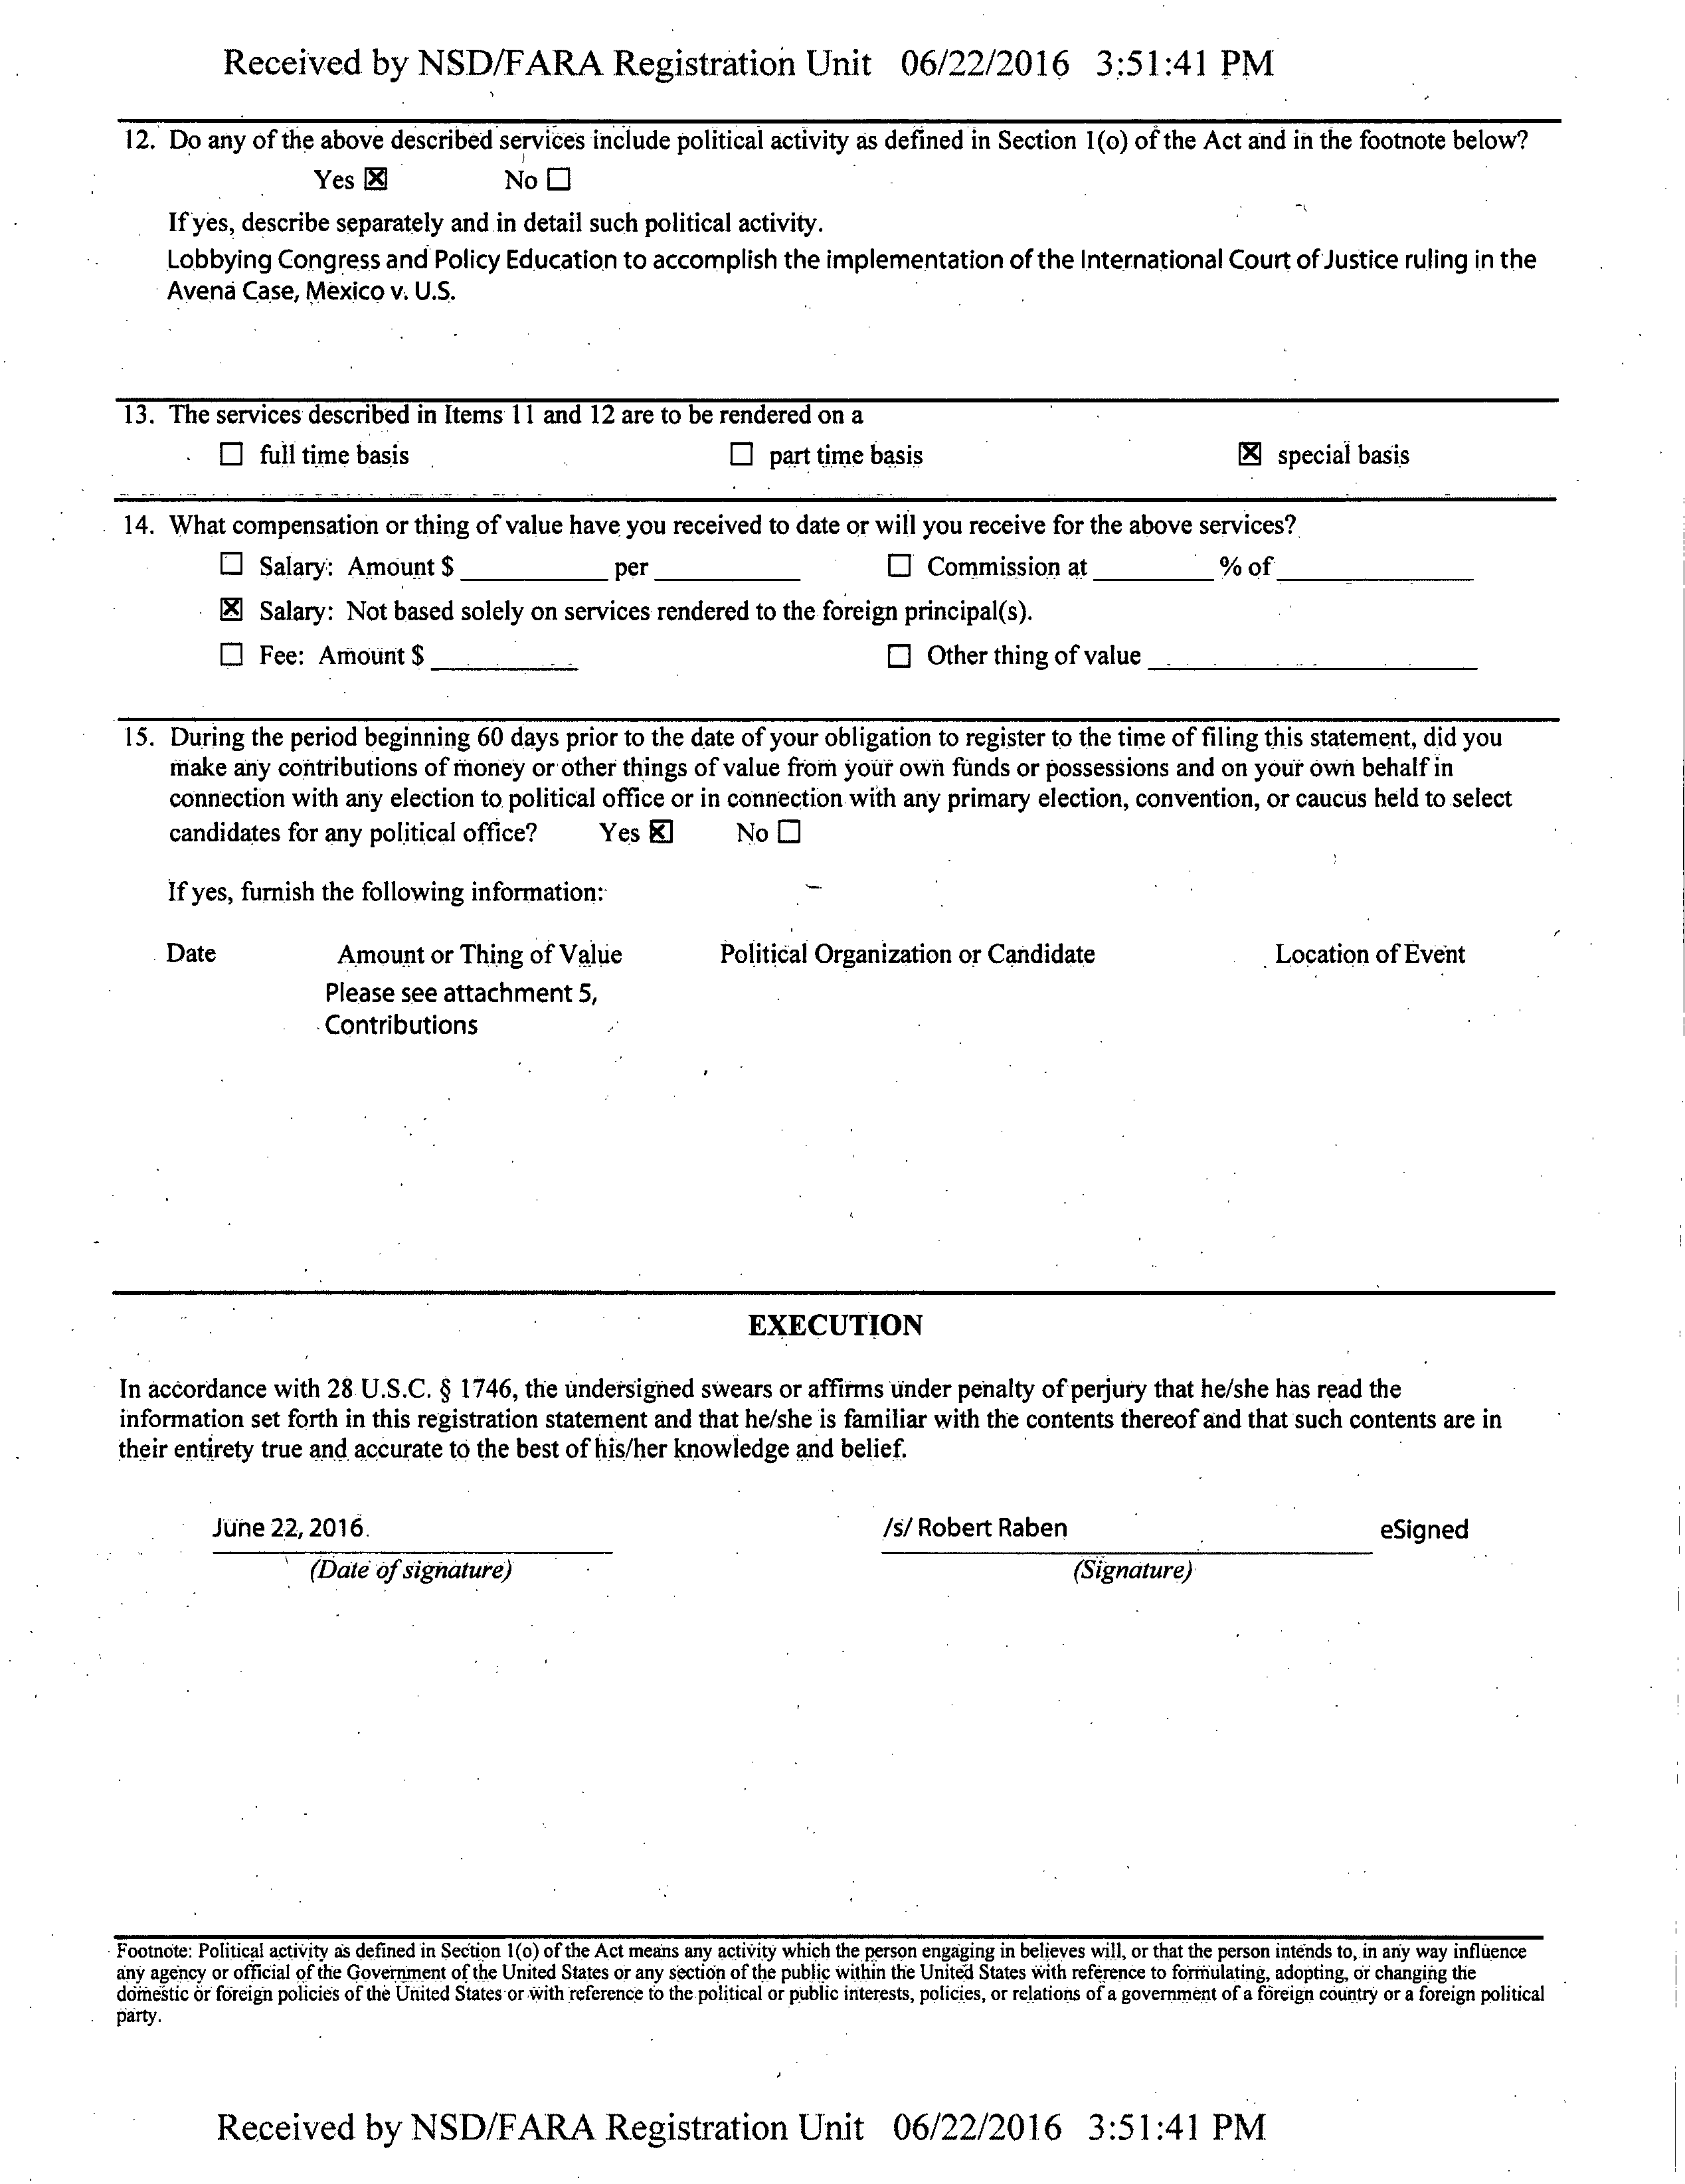 Received by NSD/FARA Registration Unit 06/22/2016 3:51:41 PM
12. Do any of the above described services include political activity as defined in Section 1(o) of the Act and in the footnote below?
Yes ☒ No ☐
If yes, describe separately and in detail such political activity.
Lobbying Congress and Policy Education to accomplish the implementation of the International Court of Justice ruling in the
Avena Case, Mexico v. U.S.
13. The services described in Items 11 and 12 are to be rendered on a
☐ full time basis ☐ part time basis ☒ special basis
14. What compensation or thing of value have you received to date or will you receive for the above services?
☐ Salary: Amount $ __________ per __________ ☐ Commission at ________ % of ____________
☒ Salary: Not based solely on services rendered to the foreign principal(s).
☐ Fee: Amount $ __________ ☐ Other thing of value ______________________
15. During the period beginning 60 days prior to the date of your obligation to register to the time of filing this statement, did you
make any contributions of money or other things of value from your own funds or possessions and on your own behalf in
connection with any election to political office or in connection with any primary election, convention, or caucus held to select
candidates for any political office? Yes ☒ No ☐
If yes, furnish the following information:
Date Amount or Thing of Value Political Organization or Candidate Location of Event
Please see attachment 5,
Contributions
EXECUTION
In accordance with 28 U.S.C. § 1746, the undersigned swears or affirms under penalty of perjury that he/she has read the
information set forth in this registration statement and that he/she is familiar with the contents thereof and that such contents are in
their entirety true and accurate to the best of his/her knowledge and belief.
June 22, 2016 /s/ Robert Raben eSigned
(Date of signature) (Signature)
Footnote: Political activity as defined in Section 1(o) of the Act means any activity which the person engaging in believes will, or that the person intends to, in any way influence
any agency or official of the Government of the United States or any section of the public within the United States with reference to formulating, adopting, or changing the
domestic or foreign policies of the United States or with reference to the political or public interests, policies, or relations of a government of a foreign country or a foreign political
party.
Received by NSD/FARA Registration Unit 06/22/2016 3:51:41 PM